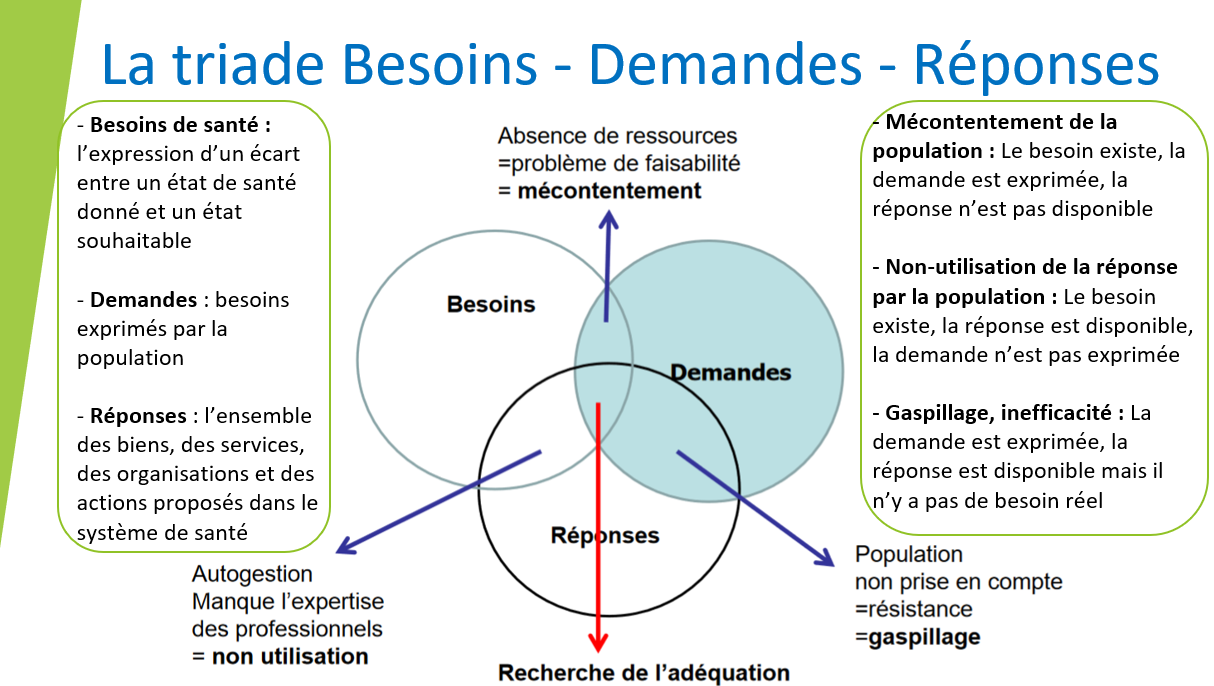 La triade Besoins - Demandes - Réponses
- Besoins de santé :
l’expression d’un écart
entre un état de santé
donné et un état
souhaitable
- Demandes : besoins
exprimés par la
population
- Réponses : l’ensemble
des biens, des services,
des organisations et des
actions proposés dans le
système de santé
Absence de ressources
=problème de faisabilité
= mécontentement
Besoins
Demandes
Réponses
Autogestion
Manque l’expertise
des professionnels
= non utilisation
Recherche de l’adéquation
Population
non prise en compte
=résistance
=gaspillage
- Mécontentement de la
population : Le besoin existe, la
demande est exprimée, la
réponse n’est pas disponible
- Non-utilisation de la réponse
par la population : Le besoin
existe, la réponse est disponible,
la demande n’est pas exprimée
- Gaspillage, inefficacité : La
demande est exprimée, la
réponse est disponible mais il
n’y a pas de besoin réel